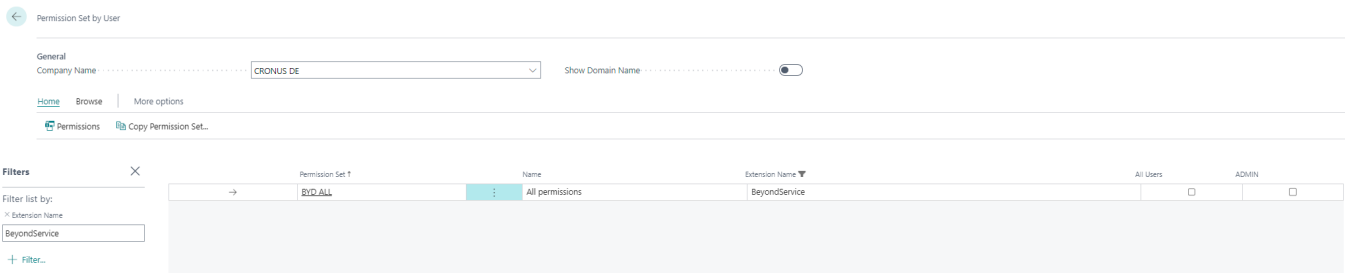 Permission Set by User
General
Company Name CRONUS DE Show Domain Name
Home Browse More options
Permissions Copy Permission Set...
Filters
Permission Set ↑ Name Extension Name All Users ADMIN
→ BYD ALL All permissions BeyondService
Filter list by:
× Extension Name
BeyondService
+ Filter...